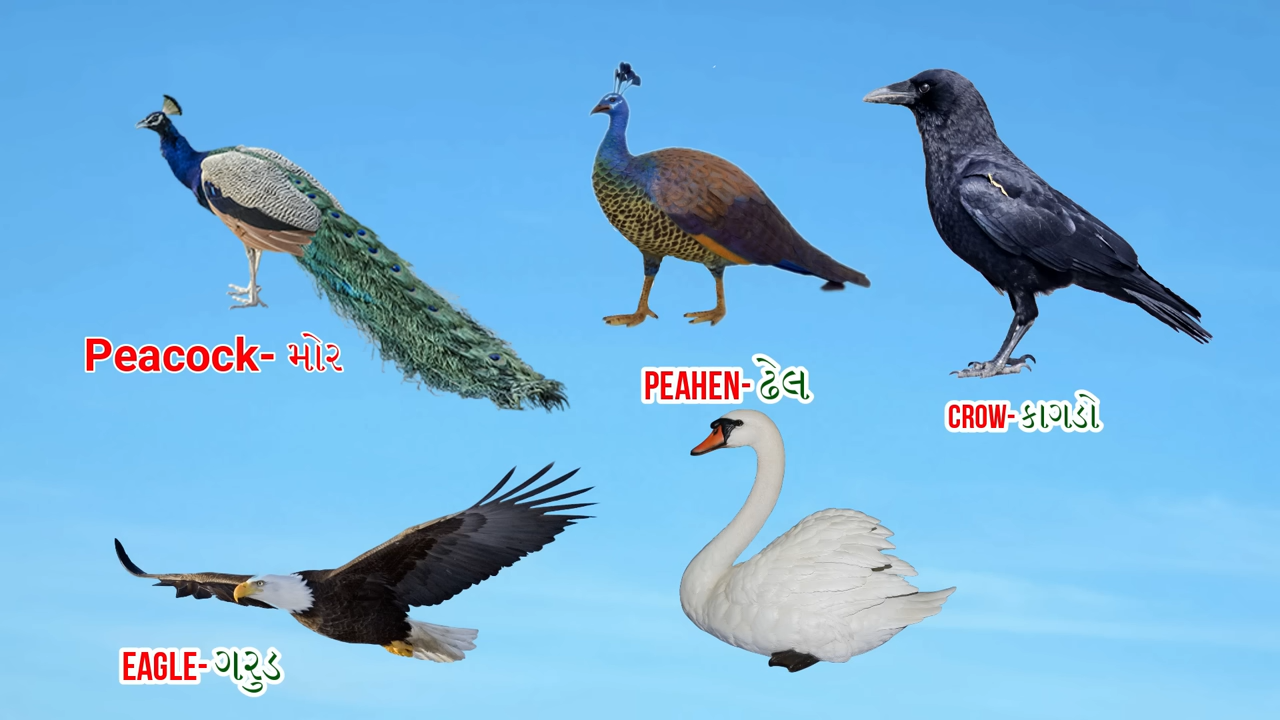 Peacock- મોર
PEAHEN- ઢેલ
CROW- કાગડો
EAGLE- ગરુડ